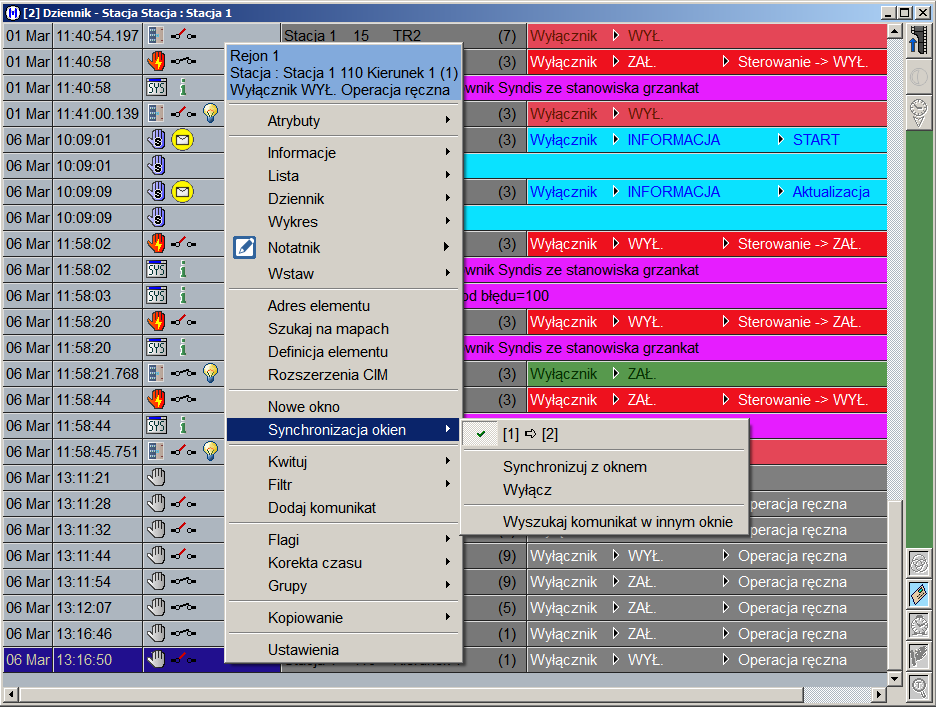 [2] Dziennik - Stacja Stacja : Stacja 1
01 Mar 11:40:54.197 Stacja 1 15 TR2 (7) Wyłącznik WYŁ.
01 Mar 11:40:58 (3) Wyłącznik ZAŁ. Sterowanie -> WYŁ.
01 Mar 11:40:58 SYS wnik Syndis ze stanowiska grzankat
01 Mar 11:41:00.139 (3) Wyłącznik WYŁ.
06 Mar 10:09:01 S (3) Wyłącznik INFORMACJA START
06 Mar 10:09:01 S
06 Mar 10:09:09 S (3) Wyłącznik INFORMACJA Aktualizacja
06 Mar 10:09:09 S
06 Mar 11:58:02 (3) Wyłącznik WYŁ. Sterowanie -> ZAŁ.
06 Mar 11:58:02 SYS wnik Syndis ze stanowiska grzankat
06 Mar 11:58:03 SYS od błędu=100
06 Mar 11:58:20 (3) Wyłącznik WYŁ. Sterowanie -> ZAŁ.
06 Mar 11:58:20 SYS wnik Syndis ze stanowiska grzankat
06 Mar 11:58:21.768 (3) Wyłącznik ZAŁ.
06 Mar 11:58:44 (3) Wyłącznik ZAŁ. Sterowanie -> WYŁ.
06 Mar 11:58:44 SYS
06 Mar 11:58:45.751
06 Mar 13:11:21
06 Mar 13:11:28 Operacja ręczna
06 Mar 13:11:32 Operacja ręczna
06 Mar 13:11:44 (9) Wyłącznik WYŁ. Operacja ręczna
06 Mar 13:11:54 (9) Wyłącznik ZAŁ. Operacja ręczna
06 Mar 13:12:07 (5) Wyłącznik ZAŁ. Operacja ręczna
06 Mar 13:16:46 (1) Wyłącznik ZAŁ. Operacja ręczna
06 Mar 13:16:50 (1) Wyłącznik WYŁ. Operacja ręczna
Rejon 1
Stacja : Stacja 1 110 Kierunek 1 (1)
Wyłącznik WYŁ. Operacja ręczna
Atrybuty
Informacje
Lista
Dziennik
Wykres
Notatnik
Wstaw
Adres elementu
Szukaj na mapach
Definicja elementu
Rozszerzenia CIM
Nowe okno
Synchronizacja okien
Kwituj
Filtr
Dodaj komunikat
Flagi
Korekta czasu
Grupy
Kopiowanie
Ustawienia
[1] ⇨ [2]
Synchronizuj z oknem
Wyłącz
Wyszukaj komunikat w innym oknie